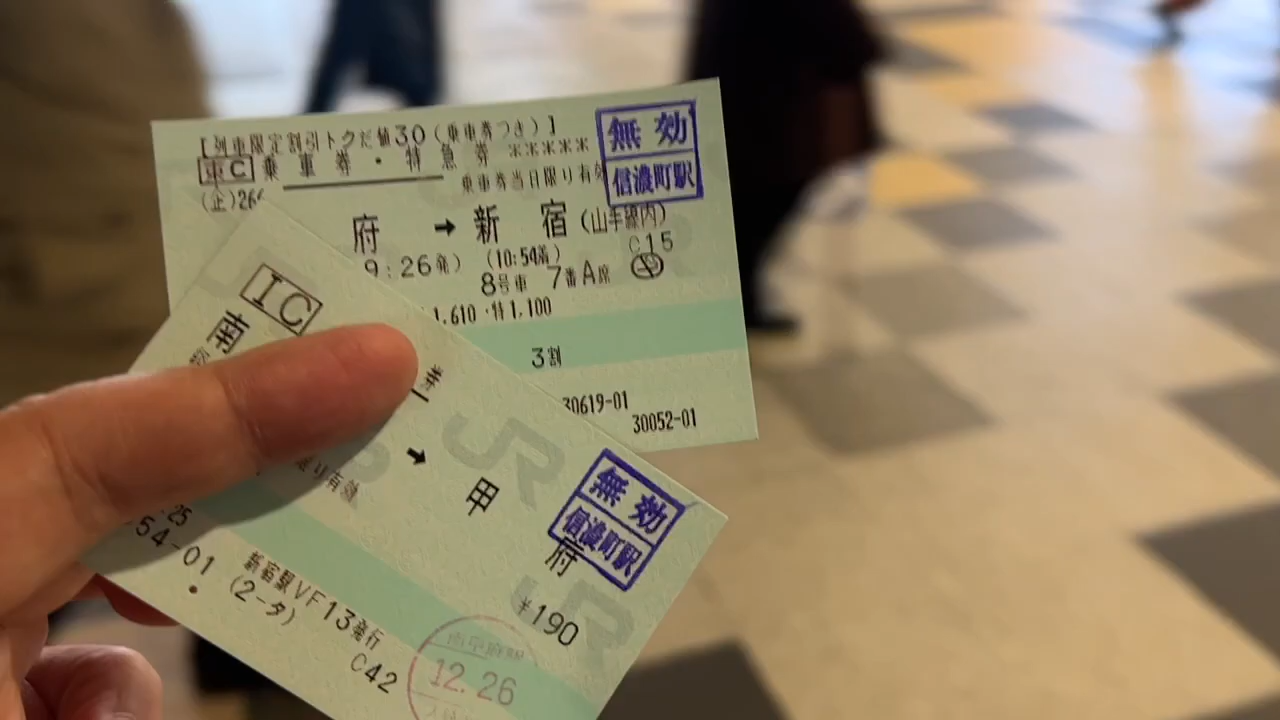 [列車限定割引トクだ値30(乗車券つき)]
東C 乗車券・特急券 ※※※※※
乗車券当日限り有効
府 → 新宿(山手線内)
9:26発) (10:54着) C15
8号車 7番A席
1,610・特1,100
3割
30619-01
30052-01
無効
信濃町駅
IC
→ 甲府
有効
¥190
無効
信濃町駅
54-01
新宿駅VF13発行
(2-タ)
C42
12.26